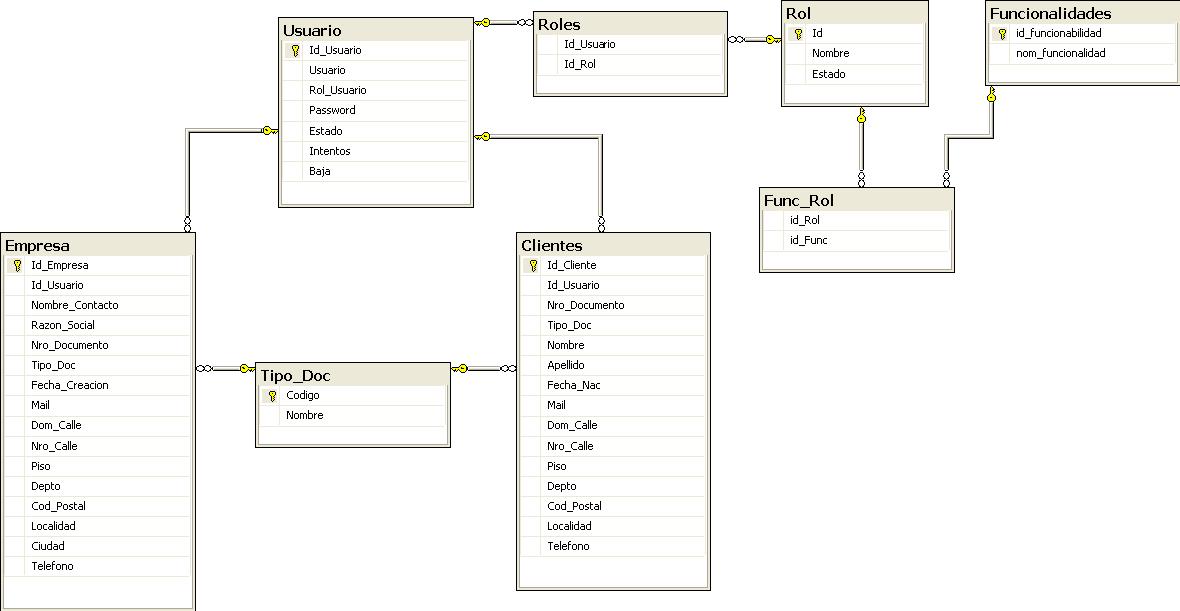 Usuario
Id_Usuario
Usuario
Rol_Usuario
Password
Estado
Intentos
Baja
Roles
Id_Usuario
Id_Rol
Rol
Id
Nombre
Estado
Funcionalidades
id_funcionabilidad
nom_funcionalidad
Func_Rol
id_Rol
id_Func
Empresa
Id_Empresa
Id_Usuario
Nombre_Contacto
Razon_Social
Nro_Documento
Tipo_Doc
Fecha_Creacion
Mail
Dom_Calle
Nro_Calle
Piso
Depto
Cod_Postal
Localidad
Ciudad
Telefono
Tipo_Doc
Codigo
Nombre
Clientes
Id_Cliente
Id_Usuario
Nro_Documento
Tipo_Doc
Nombre
Apellido
Fecha_Nac
Mail
Dom_Calle
Nro_Calle
Piso
Depto
Cod_Postal
Localidad
Telefono